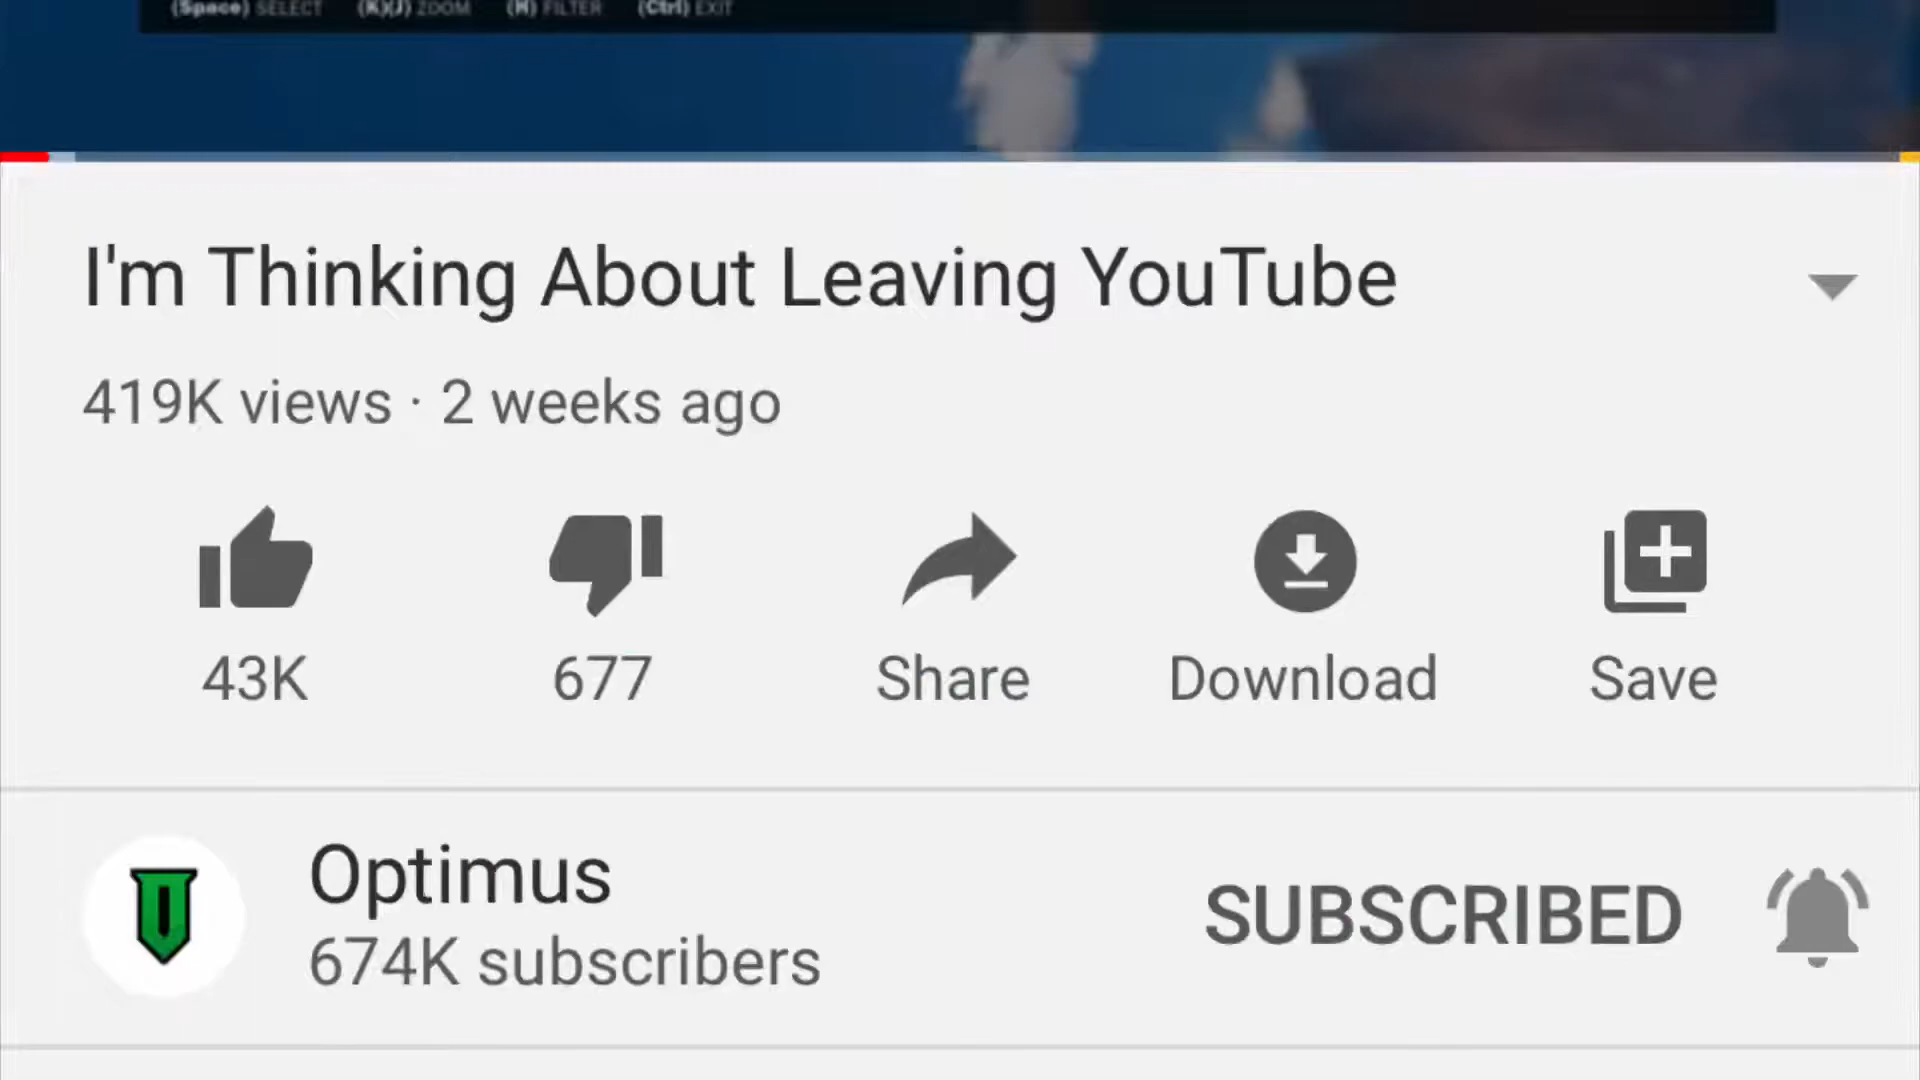 (Space) SELECT (K)(J) ZOOM (H) FILTER (Ctrl) EXIT
I'm Thinking About Leaving YouTube
419K views · 2 weeks ago
43K 677 Share Download Save
Optimus
SUBSCRIBED
674K subscribers